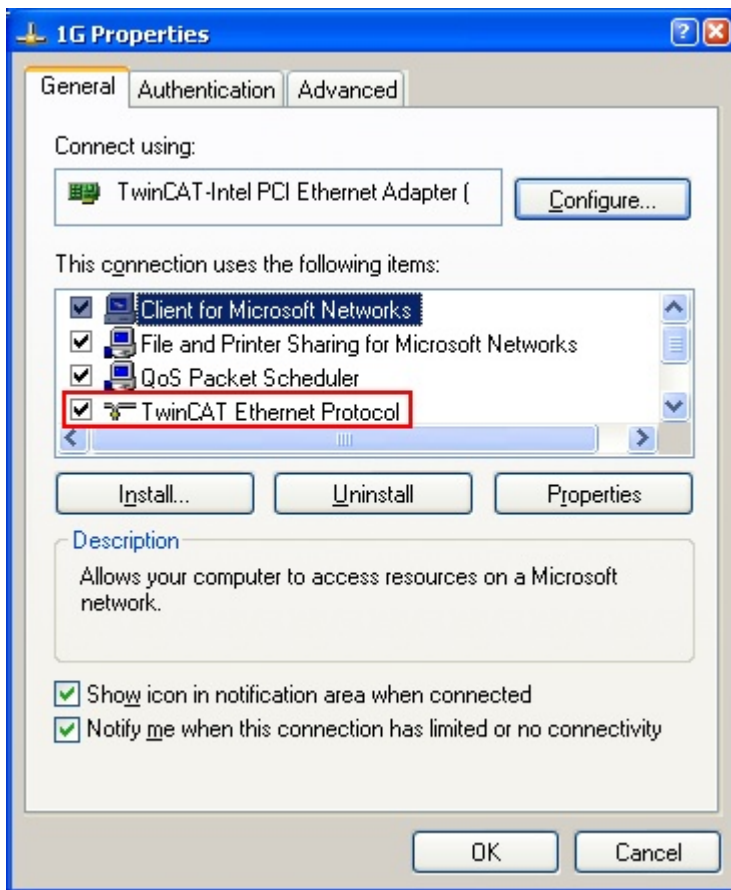 1G Properties
General Authentication Advanced
Connect using:
TwinCAT-Intel PCI Ethernet Adapter (
Configure...
This connection uses the following items:
Client for Microsoft Networks
File and Printer Sharing for Microsoft Networks
QoS Packet Scheduler
TwinCAT Ethernet Protocol
Install... Uninstall Properties
Description
Allows your computer to access resources on a Microsoft
network.
Show icon in notification area when connected
Notify me when this connection has limited or no connectivity
OK Cancel